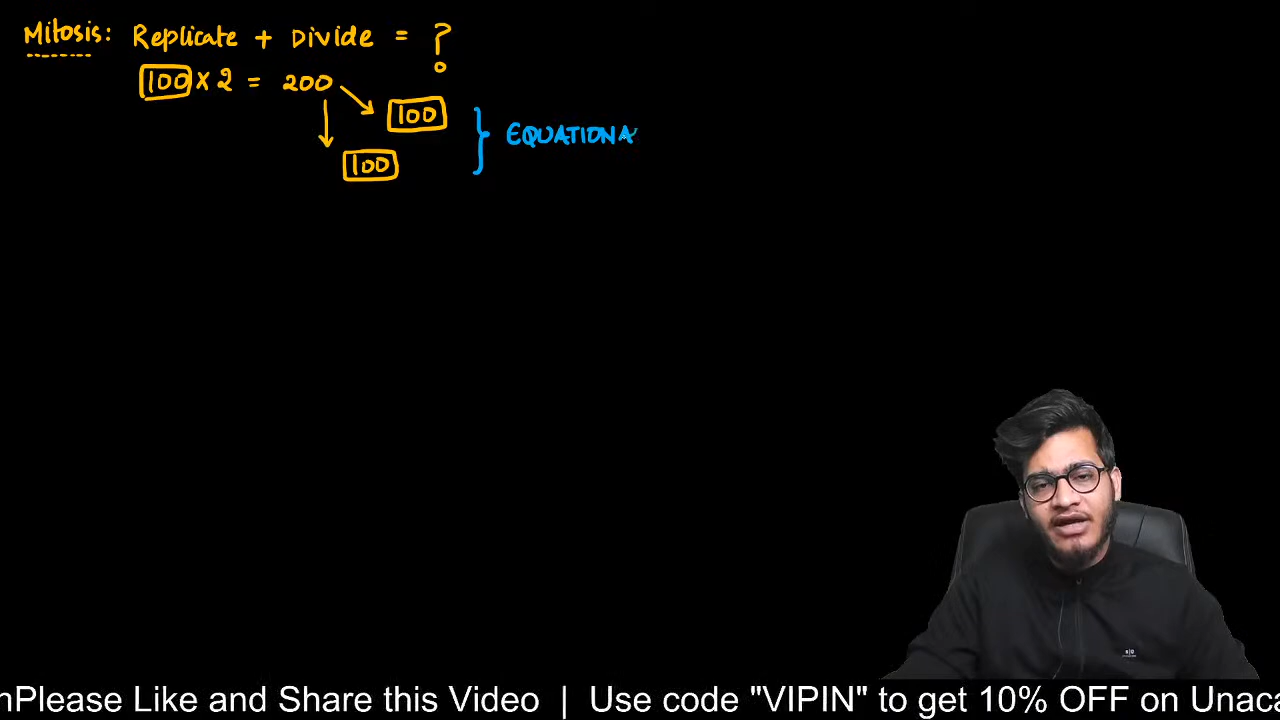 Mitosis: Replicate + Divide = ?
100 x 2 = 200
100
EQUATIONA
100
Please Like and Share this Video | Use code "VIPIN" to get 10% OFF on Unaca